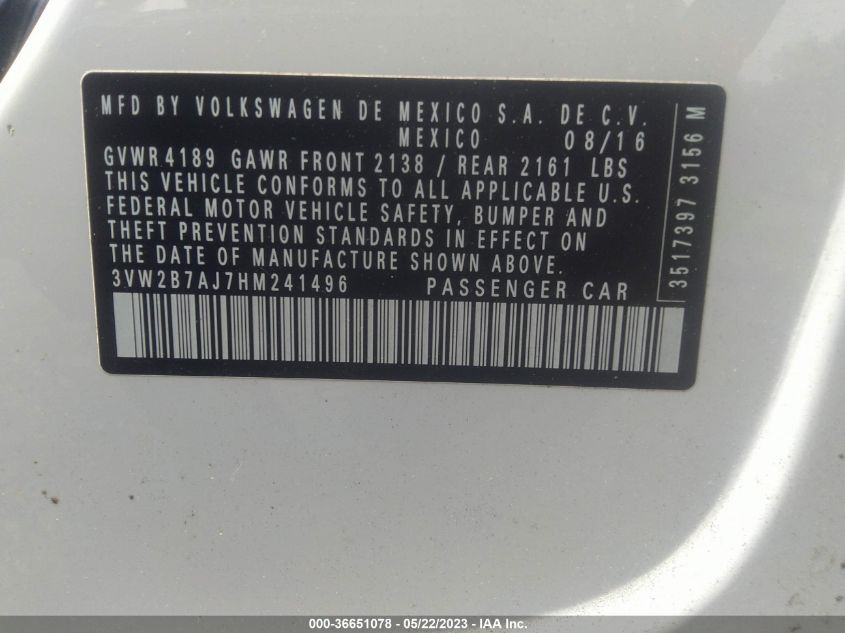 MFD BY VOLKSWAGEN DE MEXICO S.A. DE C.V.
MEXICO 08/16
GVWR 4189 GAWR FRONT 2138 / REAR 2161 LBS
THIS VEHICLE CONFORMS TO ALL APPLICABLE U.S.
FEDERAL MOTOR VEHICLE SAFETY, BUMPER AND
THEFT PREVENTION STANDARDS IN EFFECT ON
THE DATE OF MANUFACTURE SHOWN ABOVE.
3VW2B7AJ7HM241496 PASSENGER CAR
3517397 3156 M
000-36651078 - 05/22/2023 - IAA Inc.